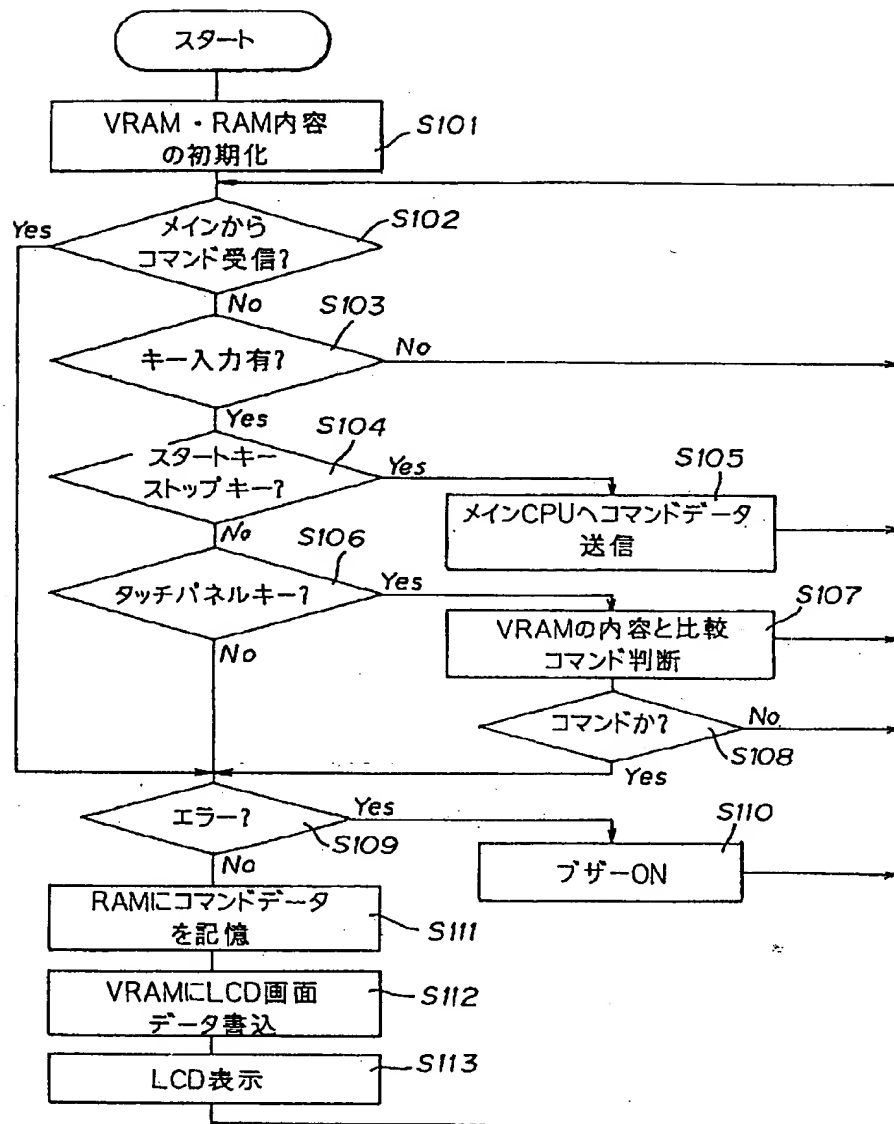 スタート
VRAM・RAM内容
の初期化
S101
メインから
コマンド受信?
S102
Yes
No
キー入力有?
S103
No
Yes
スタートキー
ストップキー?
S104
Yes
No
メインCPUへコマンドデータ
送信
S105
タッチパネルキー?
S106
Yes
No
VRAMの内容と比較
コマンド判断
S107
コマンドか?
S108
No
Yes
エラー?
S109
Yes
No
ブザーON
S110
RAMにコマンドデータ
を記憶
S111
VRAMにLCD画面
データ書込
S112
LCD表示
S113